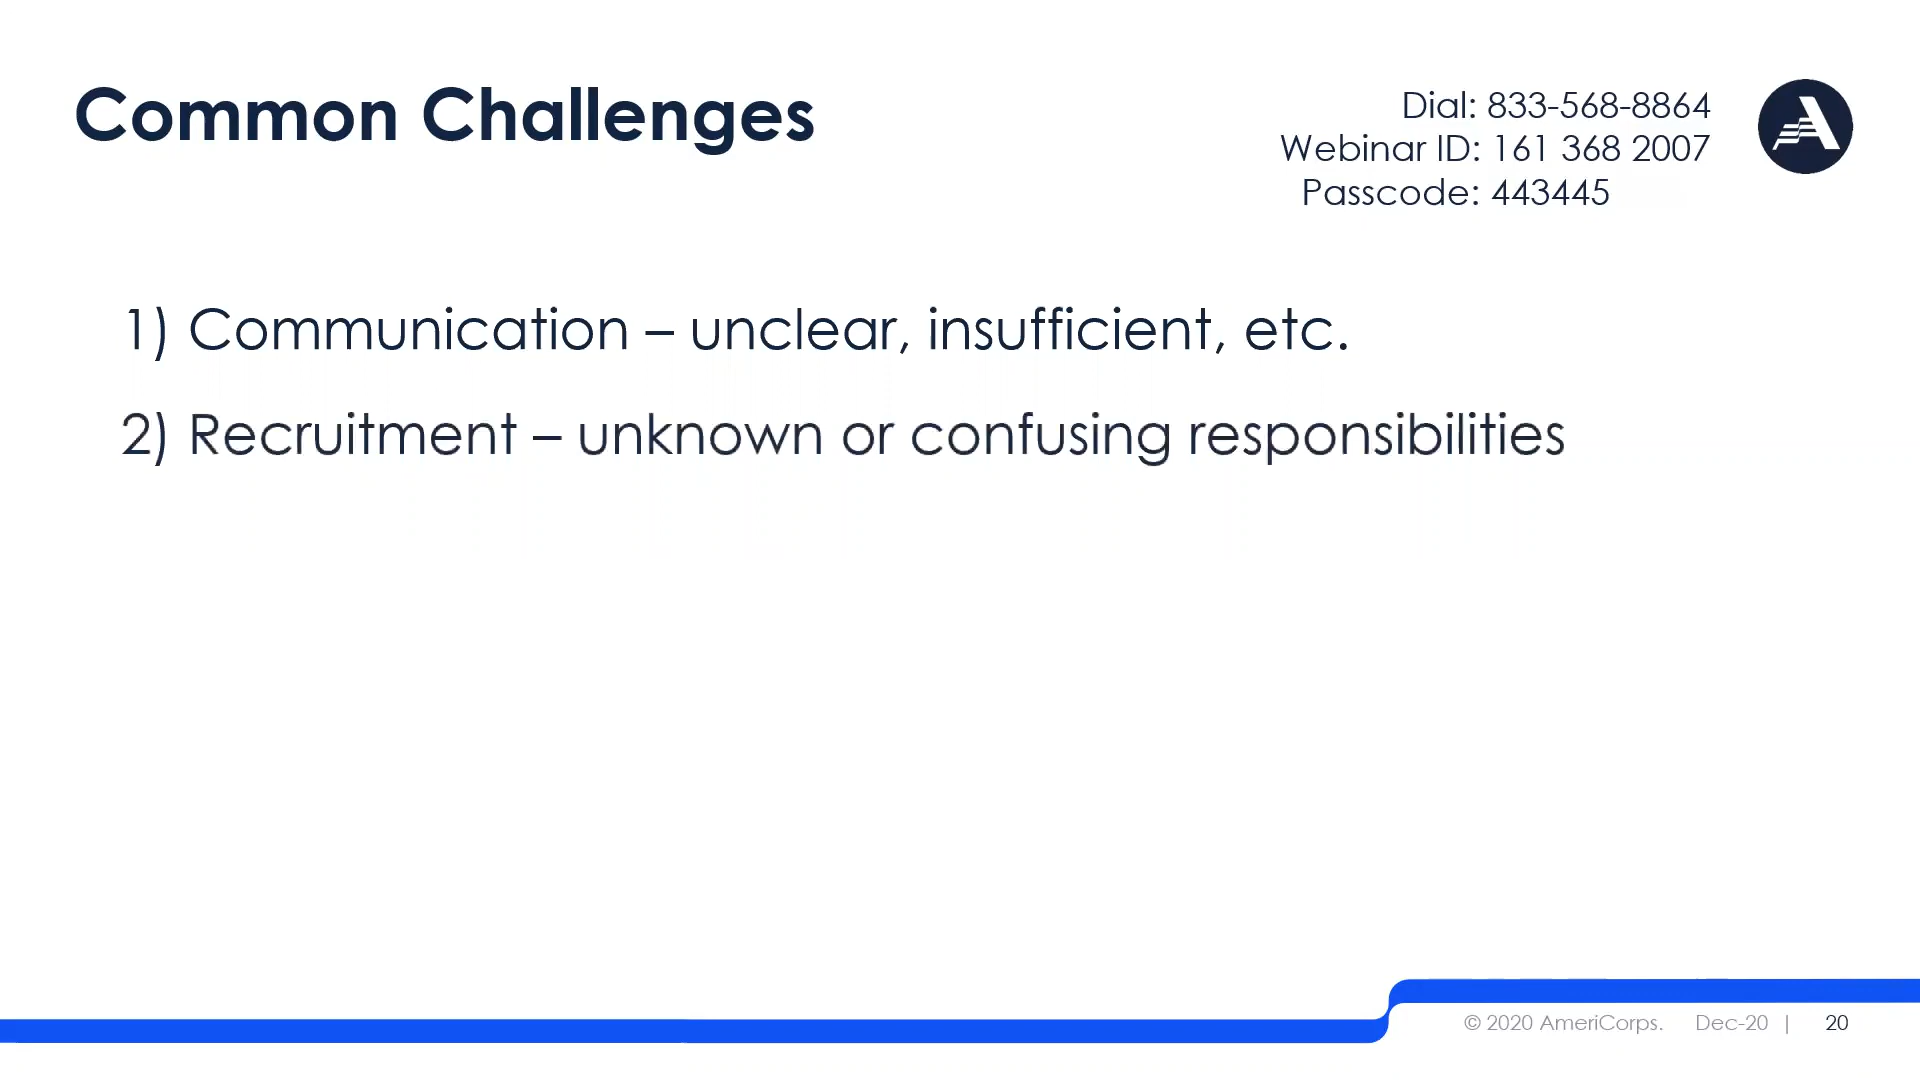 Common Challenges
Dial: 833-568-8864
Webinar ID: 161 368 2007
Passcode: 443445
1) Communication – unclear, insufficient, etc.
2) Recruitment – unknown or confusing responsibilities
© 2020 AmeriCorps. Dec-20 | 20